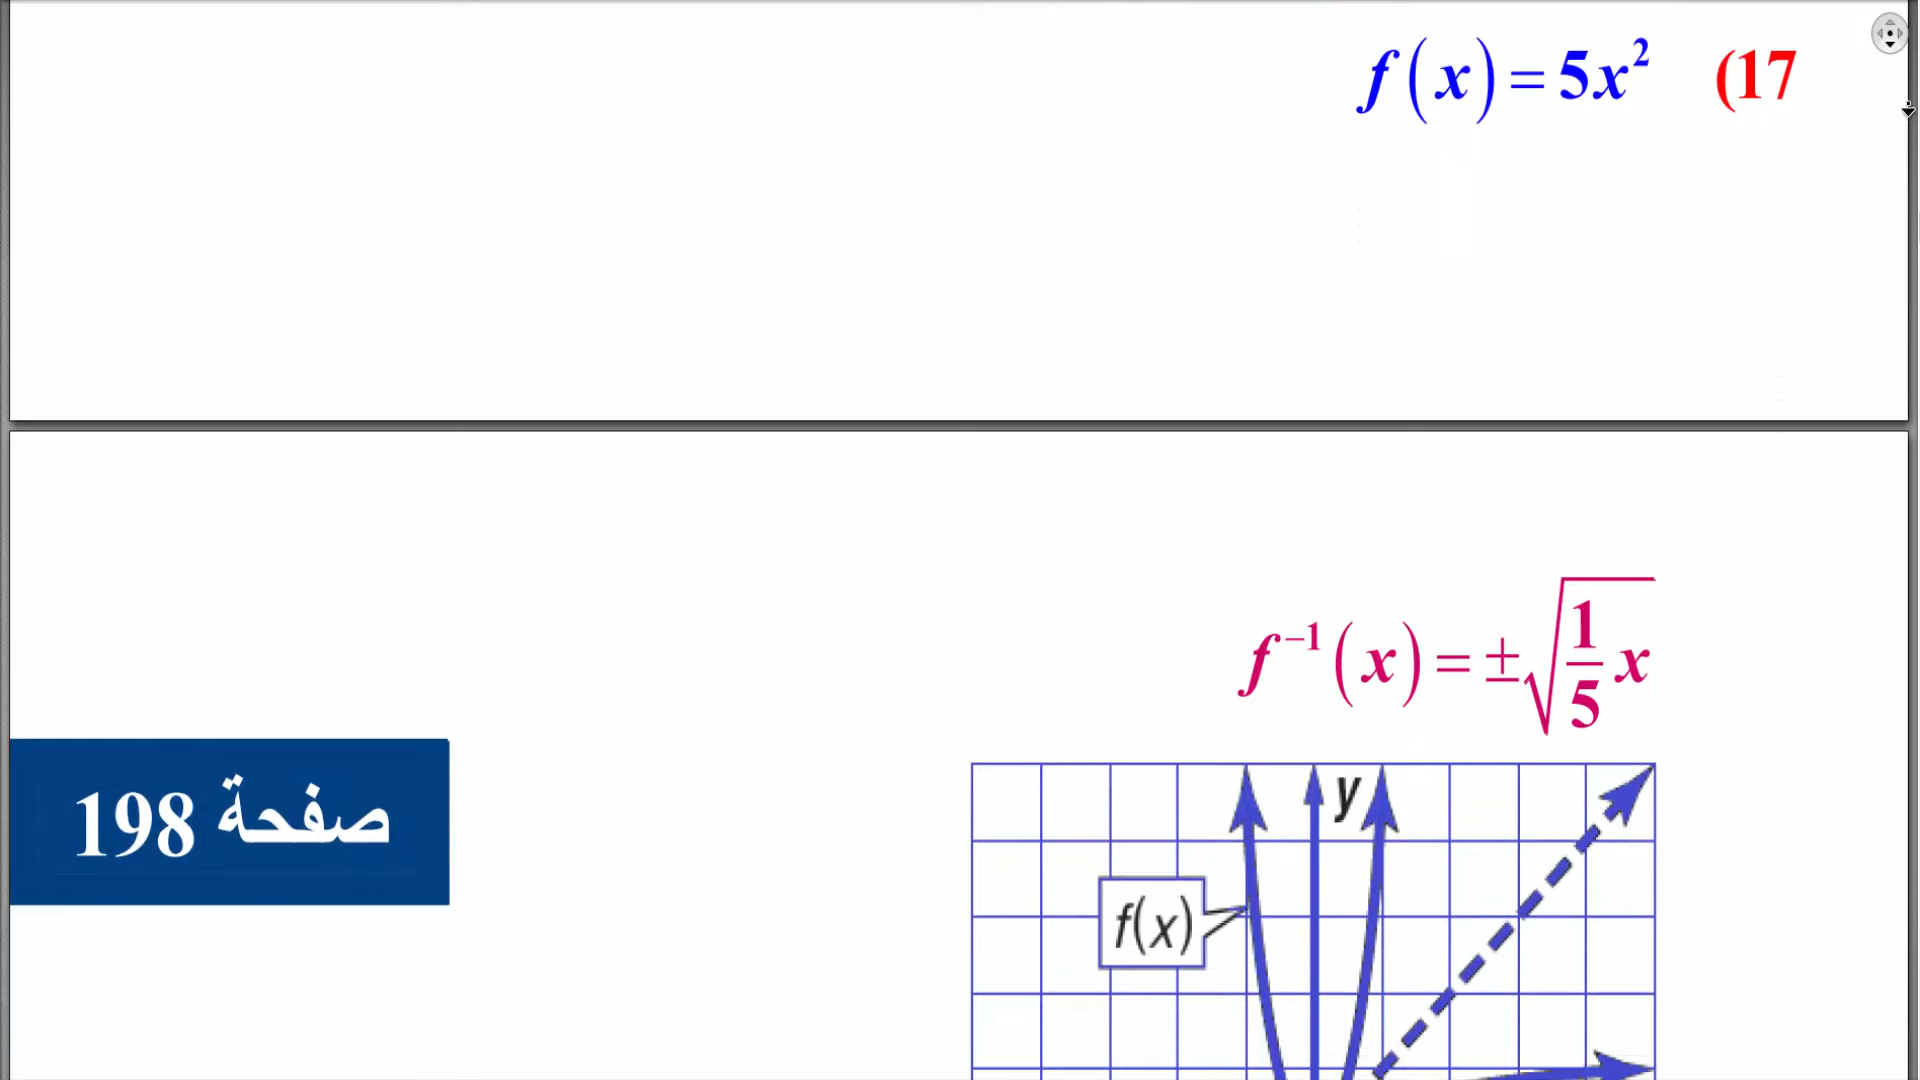 (17 f(x) = 5x²
f⁻¹(x) = ±√(1/5 x)
صفحة 198
y
f(x)